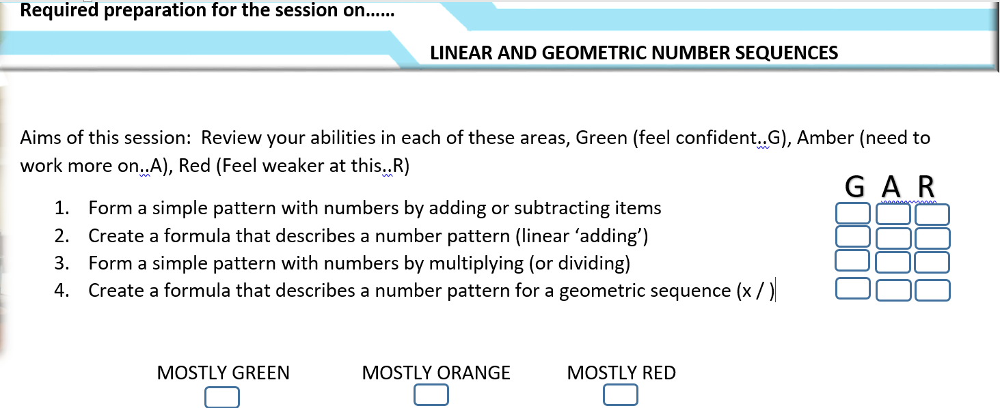 Required preparation for the session on......
LINEAR AND GEOMETRIC NUMBER SEQUENCES
Aims of this session:  Review your abilities in each of these areas, Green (feel confident..G), Amber (need to
work more on..A), Red (Feel weaker at this..R)
G A R
1. Form a simple pattern with numbers by adding or subtracting items
2. Create a formula that describes a number pattern (linear ‘adding’)
3. Form a simple pattern with numbers by multiplying (or dividing)
4. Create a formula that describes a number pattern for a geometric sequence (x / )
MOSTLY GREEN MOSTLY ORANGE MOSTLY RED